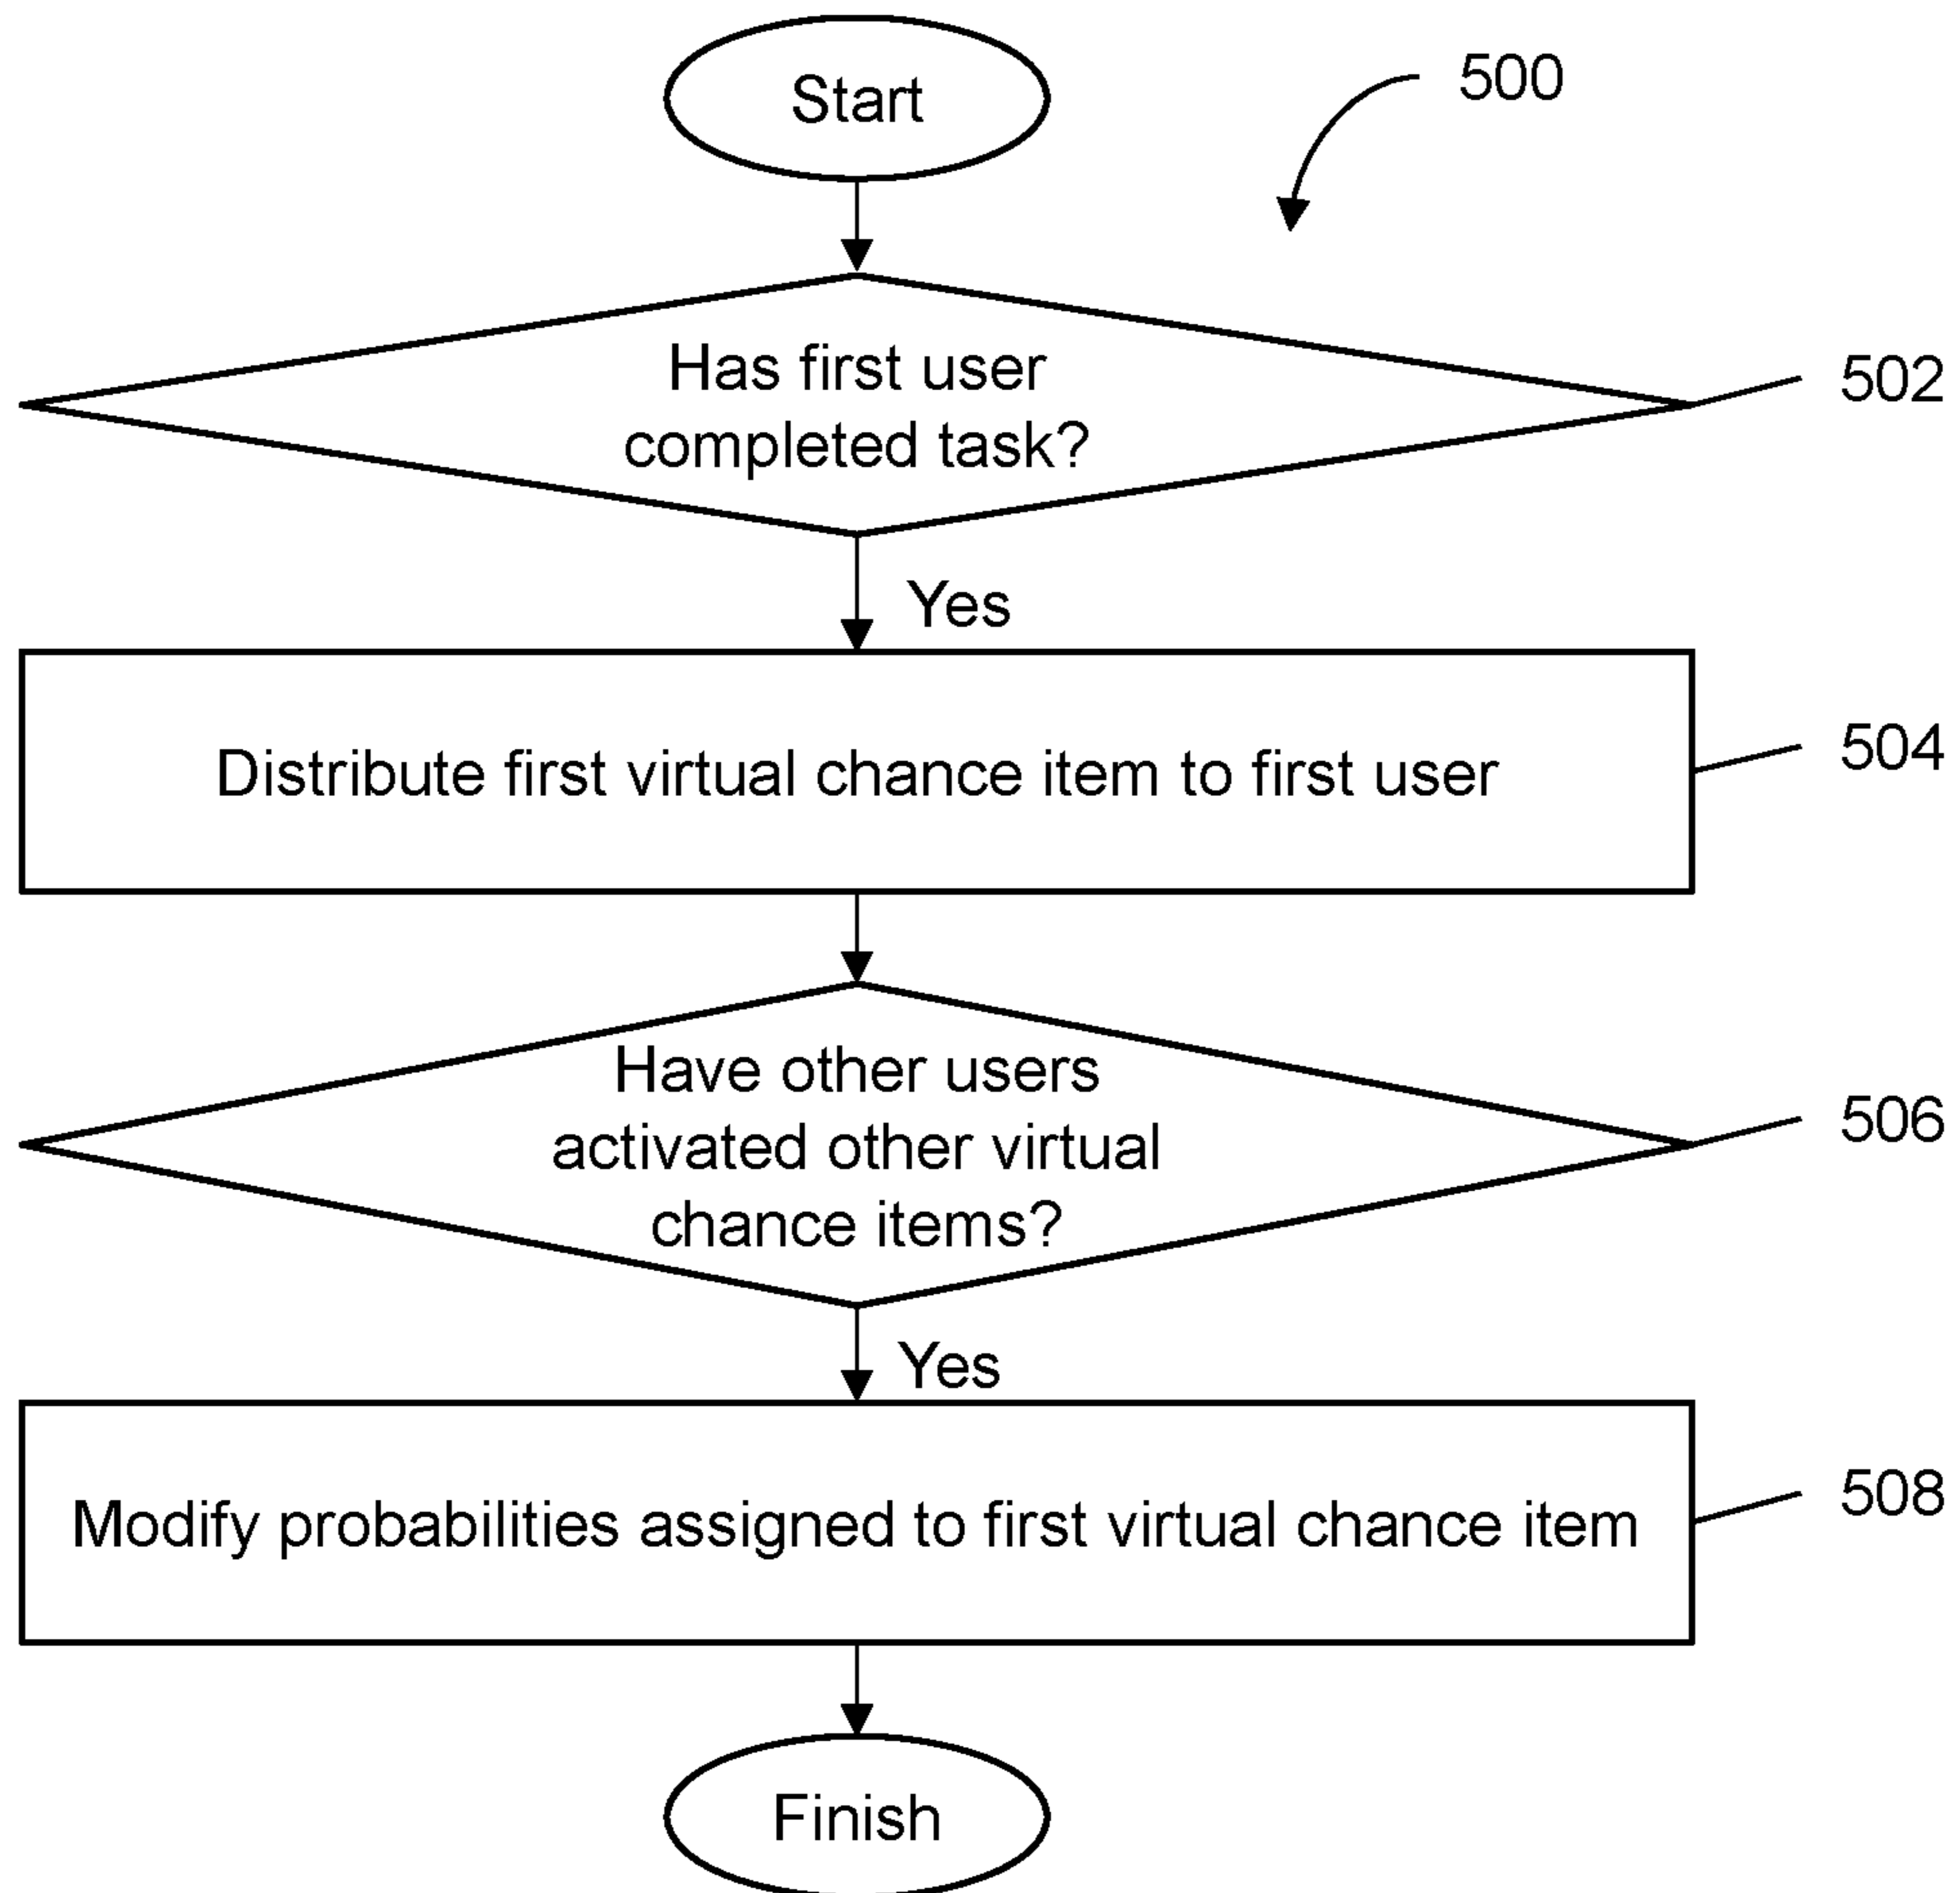 Start
500
Has first user
completed task?
502
Yes
Distribute first virtual chance item to first user
504
Have other users
activated other virtual
chance items?
506
Yes
Modify probabilities assigned to first virtual chance item
508
Finish